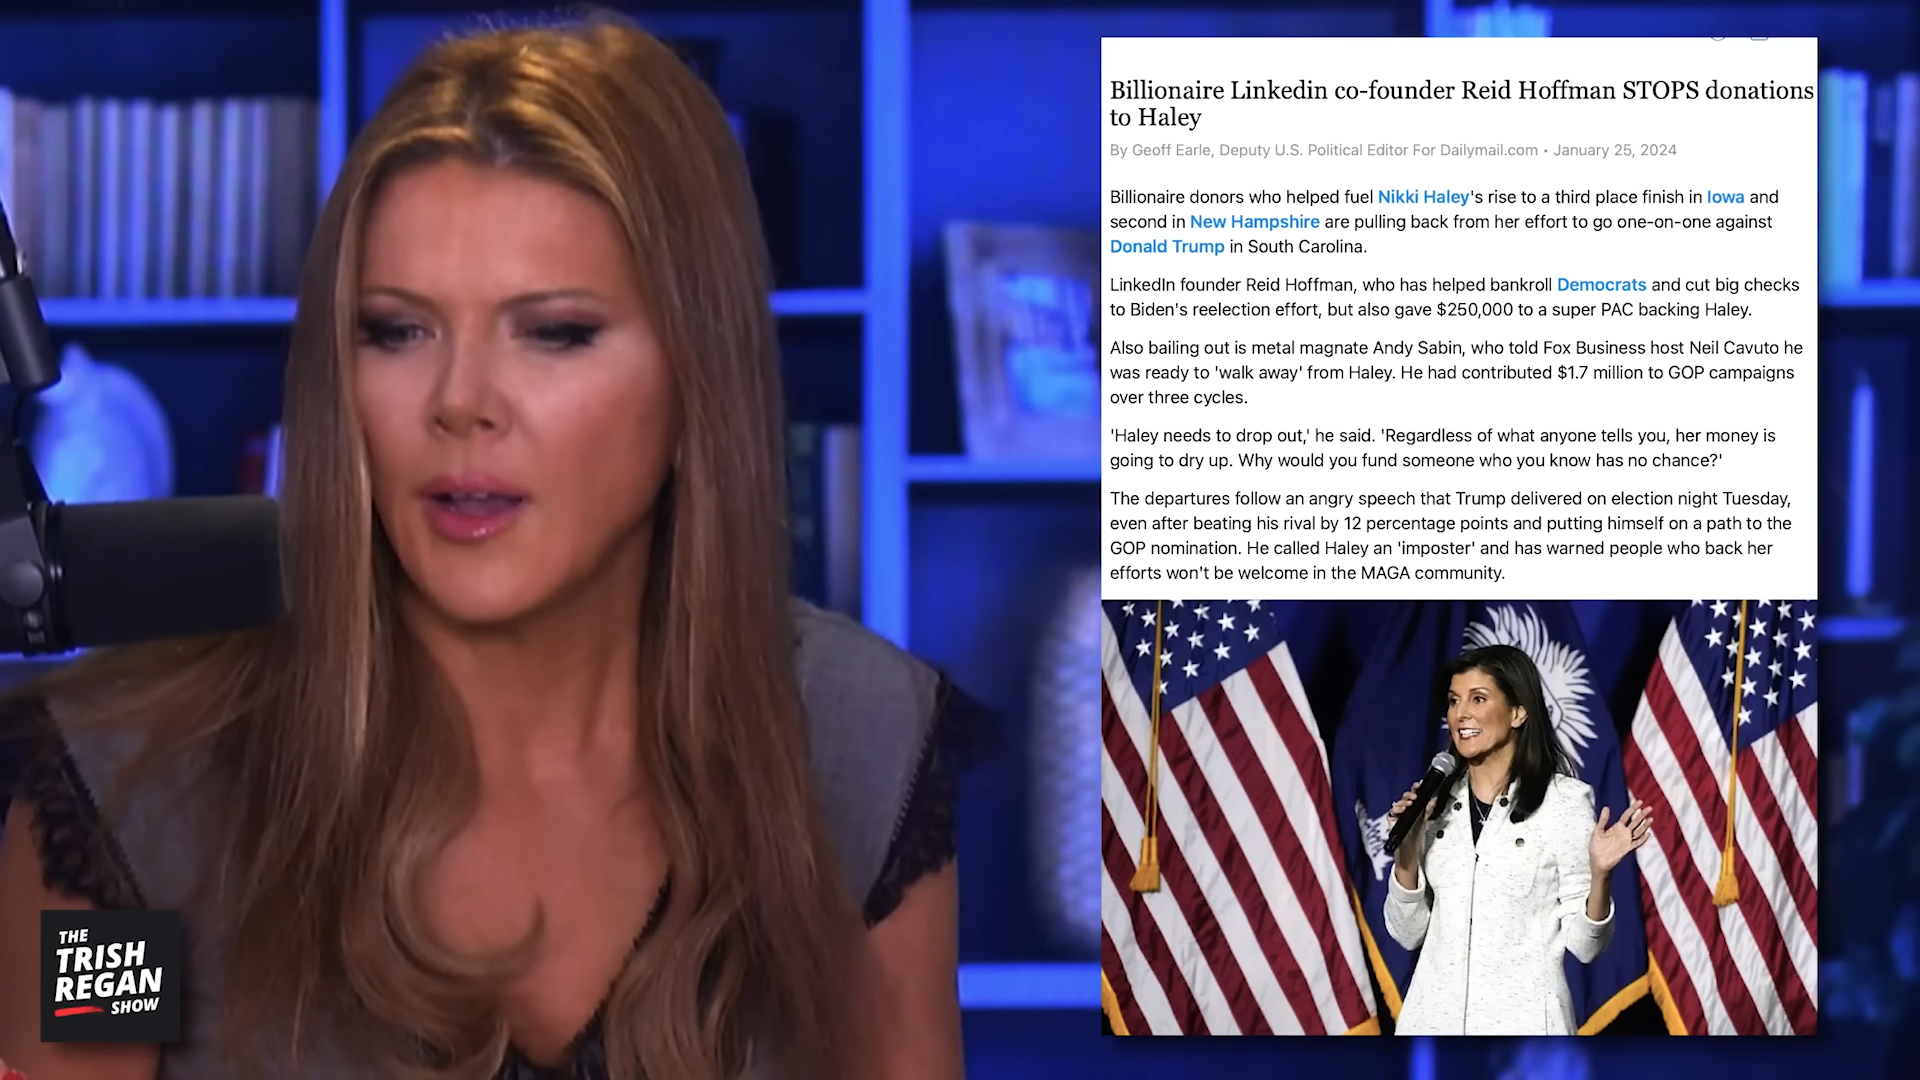 Billionaire Linkedin co-founder Reid Hoffman STOPS donations
to Haley
By Geoff Earle, Deputy U.S. Political Editor For Dailymail.com • January 25, 2024
Billionaire donors who helped fuel Nikki Haley's rise to a third place finish in Iowa and
second in New Hampshire are pulling back from her effort to go one-on-one against
Donald Trump in South Carolina.
LinkedIn founder Reid Hoffman, who has helped bankroll Democrats and cut big checks
to Biden's reelection effort, but also gave $250,000 to a super PAC backing Haley.
Also bailing out is metal magnate Andy Sabin, who told Fox Business host Neil Cavuto he
was ready to 'walk away' from Haley. He had contributed $1.7 million to GOP campaigns
over three cycles.
'Haley needs to drop out,' he said. 'Regardless of what anyone tells you, her money is
going to dry up. Why would you fund someone who you know has no chance?'
The departures follow an angry speech that Trump delivered on election night Tuesday,
even after beating his rival by 12 percentage points and putting himself on a path to the
GOP nomination. He called Haley an 'imposter' and has warned people who back her
efforts won't be welcome in the MAGA community.
THE
TRISH
REGAN
SHOW